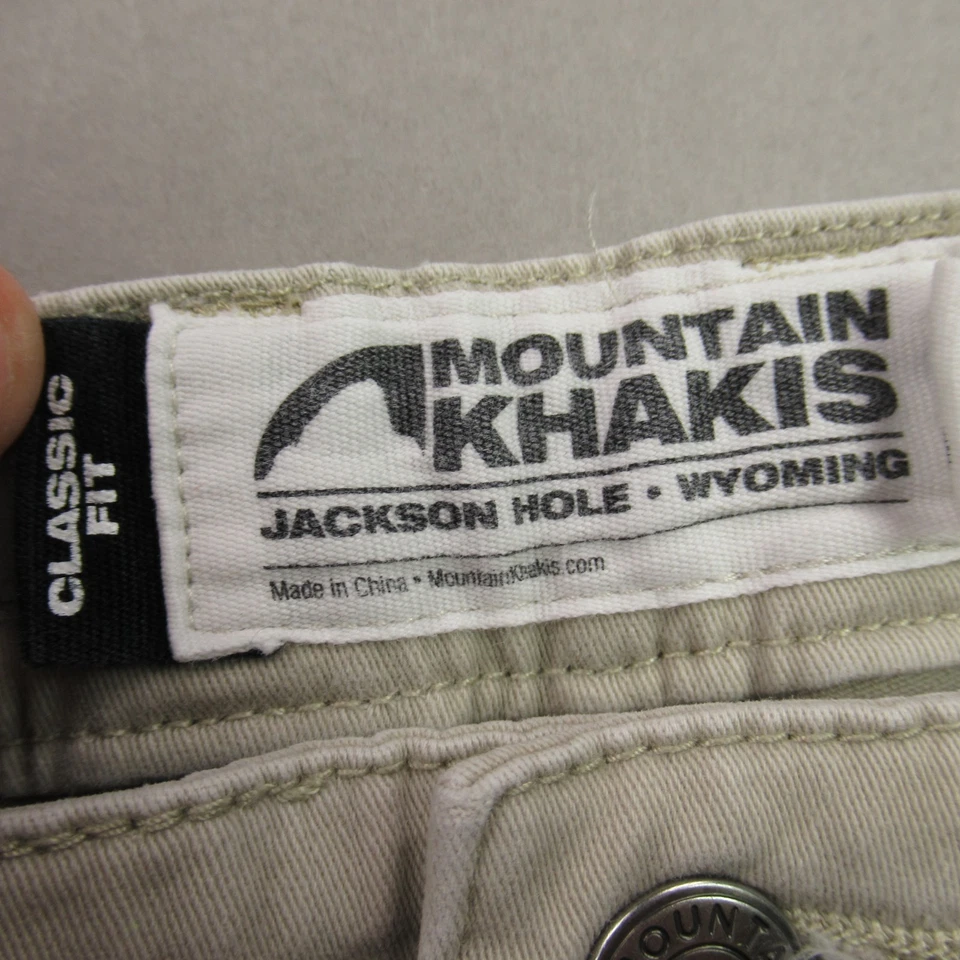 CLASSIC
FIT
MOUNTAIN
KHAKIS
JACKSON HOLE • WYOMING
Made in China • MountainKhakis.com